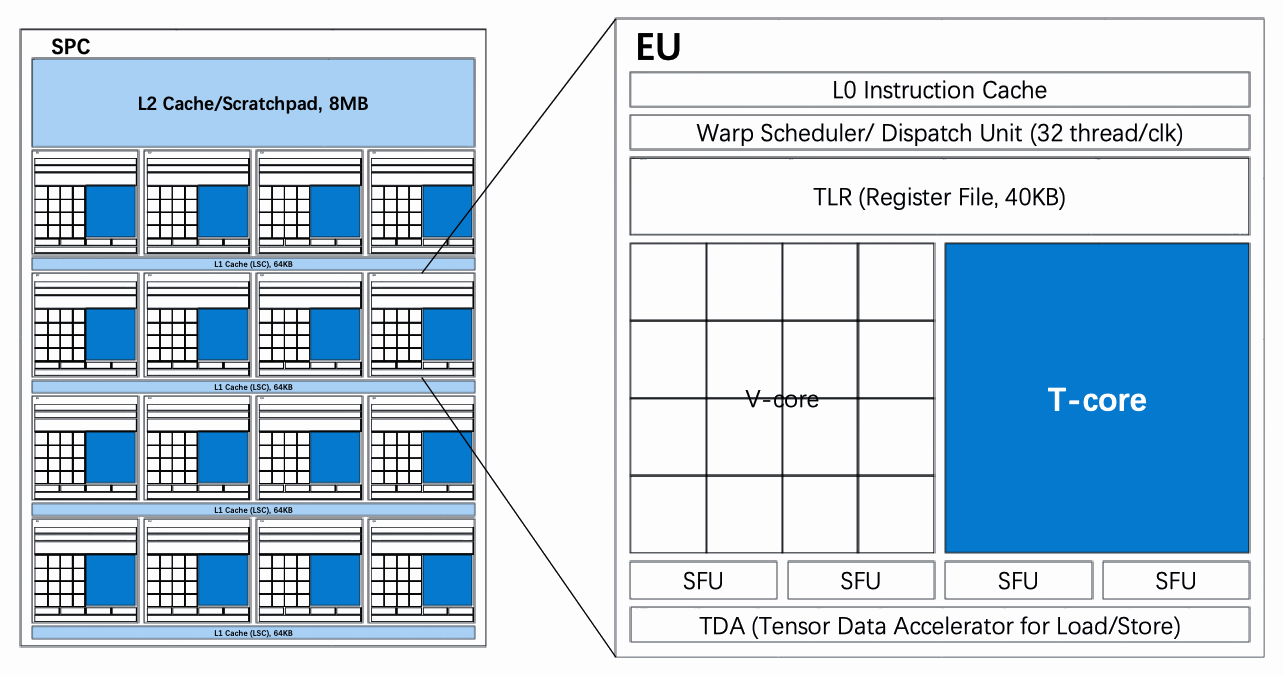 SPC
L2 Cache/Scratchpad, 8MB
L1 Cache (LSC), 64KB
L1 Cache (LSC), 64KB
L1 Cache (LSC), 64KB
L1 Cache (LSC), 64KB
EU
L0 Instruction Cache
Warp Scheduler/ Dispatch Unit (32 thread/clk)
TLR (Register File, 40KB)
V-core
T-core
SFU
SFU
SFU
SFU
TDA (Tensor Data Accelerator for Load/Store)